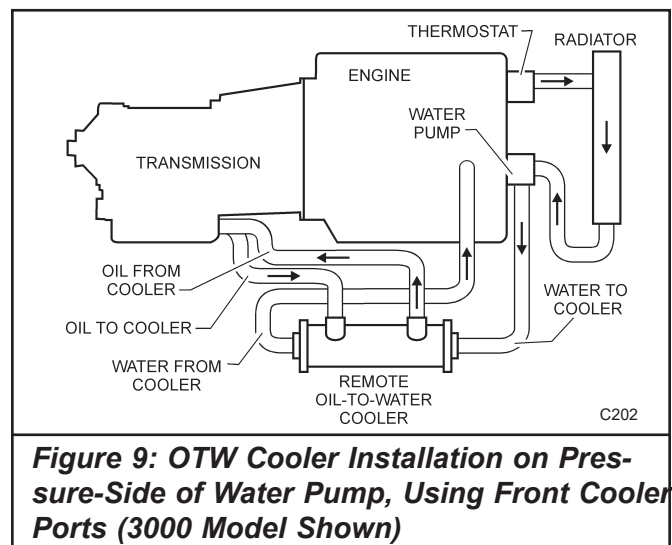 THERMOSTAT
RADIATOR
ENGINE
WATER
PUMP
TRANSMISSION
OIL FROM
COOLER
OIL TO COOLER
WATER FROM
COOLER
WATER TO
COOLER
REMOTE
OIL-TO-WATER
COOLER
C202
Figure 9: OTW Cooler Installation on Pres-
sure-Side of Water Pump, Using Front Cooler
Ports (3000 Model Shown)